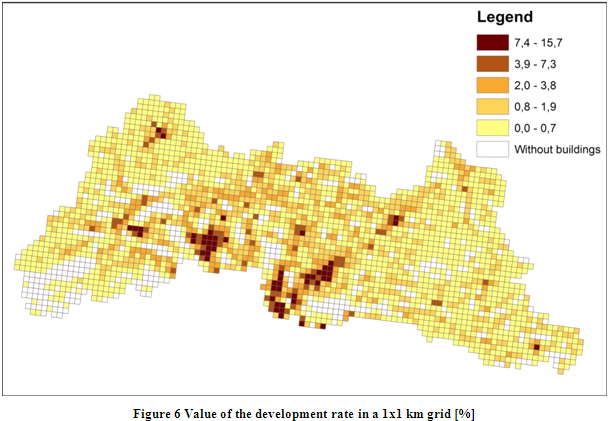 Legend
7,4 - 15,7
3,9 - 7,3
2,0 - 3,8
0,8 - 1,9
0,0 - 0,7
Without buildings
Figure 6 Value of the development rate in a 1x1 km grid [%]